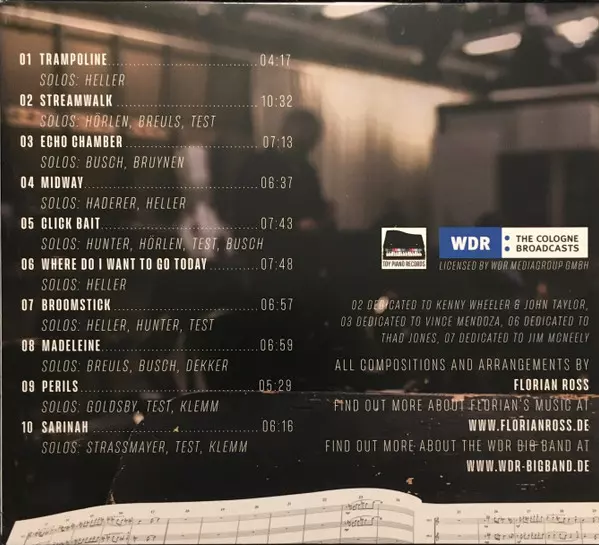 01 TRAMPOLINE 04:17
SOLOS: HELLER
02 STREAMWALK 10:32
SOLOS: HÖRLEN, BREULS, TEST
03 ECHO CHAMBER 07:13
SOLOS: BUSCH, BRUYNEN
04 MIDWAY 06:37
SOLOS: HADERER, HELLER
05 CLICK BAIT 07:43
SOLOS: HUNTER, HÖRLEN, TEST, BUSCH
06 WHERE DO I WANT TO GO TODAY 07:48
SOLOS: HELLER
07 BROOMSTICK 06:57
SOLOS: HELLER, HUNTER, TEST
08 MADELEINE 06:59
SOLOS: BREULS, BUSCH, DEKKER
09 PERILS 05:29
SOLOS: GOLDSBY, TEST, KLEMM
10 SARINAH 06:16
SOLOS: STRASSMAYER, TEST, KLEMM
TOY PIANO RECORDS
WDR: THE COLOGNE
BROADCASTS
LICENSED BY WDR MEDIAGROUP GMBH
02 DEDICATED TO KENNY WHEELER & JOHN TAYLOR,
03 DEDICATED TO VINCE MENDOZA, 06 DEDICATED TO
THAD JONES, 07 DEDICATED TO JIM MCNEELY
ALL COMPOSITIONS AND ARRANGEMENTS BY
FLORIAN ROSS
FIND OUT MORE ABOUT FLORIAN'S MUSIC AT
WWW.FLORIANROSS.DE
FIND OUT MORE ABOUT THE WDR BIG BAND AT
WWW.WDR-BIGBAND.DE